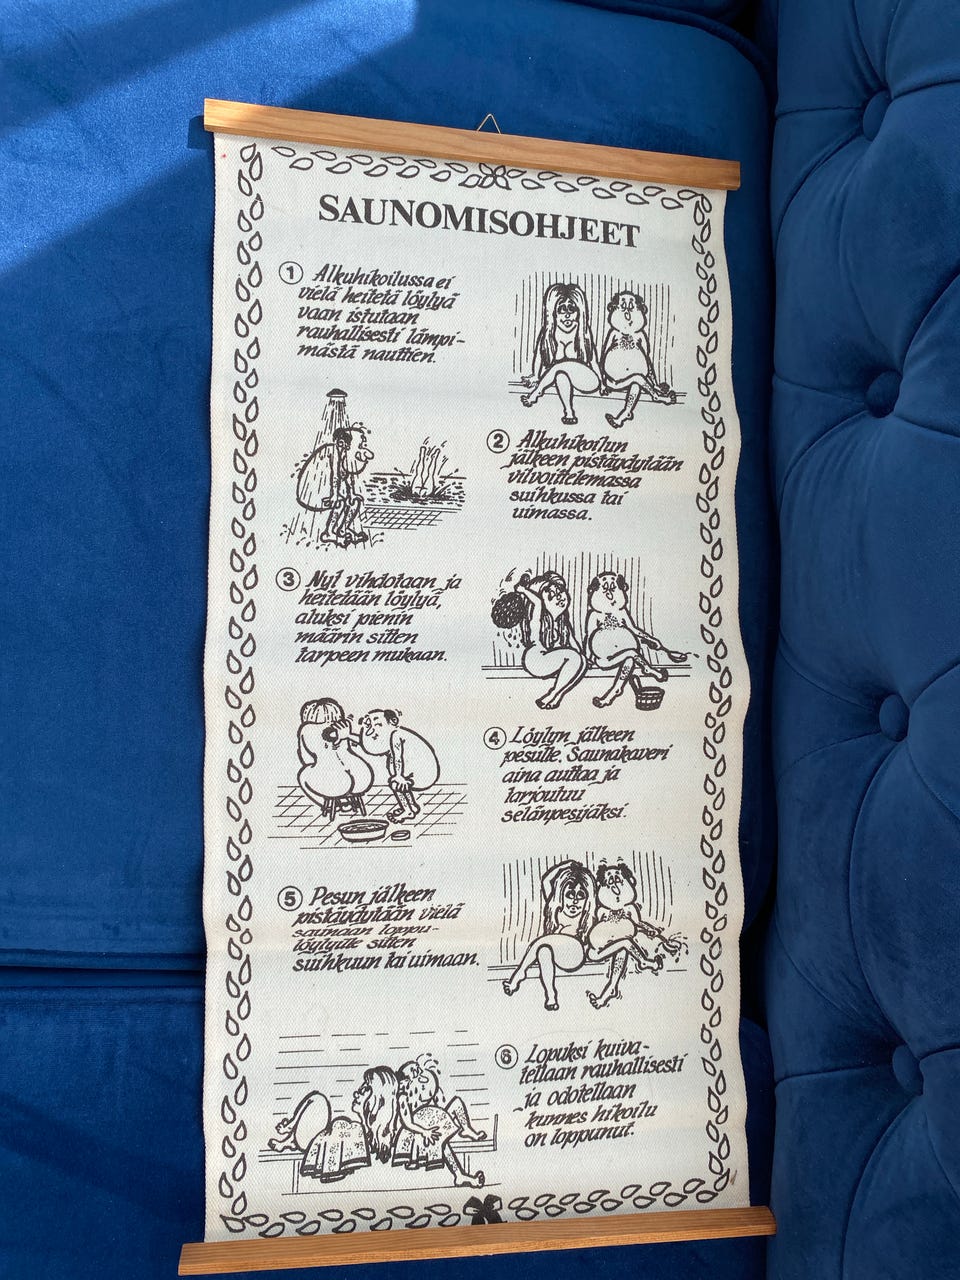 SAUNOMISOHJEET
1 Alkuhikoilussa ei
vielä heitetä löylyä
vaan istutaan
rauhallisesti lämpi-
mästä nauttien.
2 Alkuhikoilun
jälkeen pistäydytään
vilvoittelemassa
suihkussa tai
uimassa.
3 Nyt vihdotaan ja
heitetään löylyä,
aluksi pienin
määrin sitten
tarpeen mukaan.
4 Löylyn jälkeen
pesulle. Saunakaveri
aina auttaa ja
tarjoutuu
selänpesijäksi.
5 Pesun jälkeen
pistäydytään vielä
saunaan loppu-
löylyille sitten
suihkuun tai uimaan.
6 Lopuksi kuiva-
tellaan rauhallisesti
ja odotellaan
kunnes hikoilu
on loppunut.